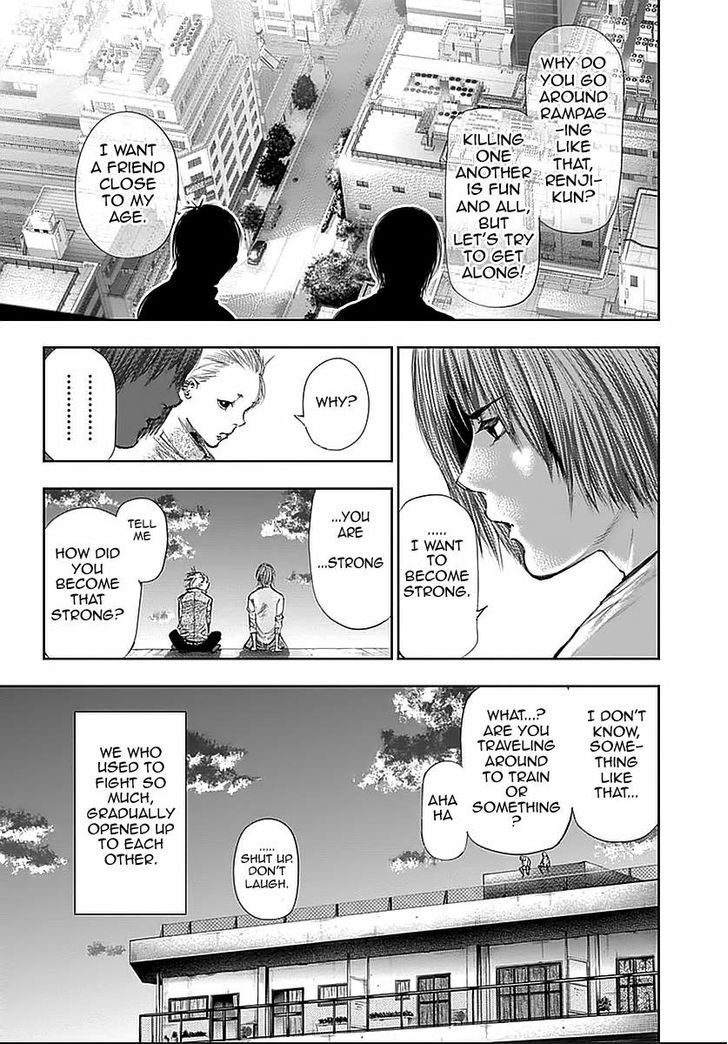 WHY DO
YOU GO
AROUND
RAMPAG
-ING
LIKE
THAT,
RENJI-
KUN?
KILLING
ONE
ANOTHER
IS FUN
AND ALL,
BUT
LET'S TRY
TO GET
ALONG!
I WANT
A FRIEND
CLOSE
TO MY
AGE.
.....
I WANT
TO
BECOME
STRONG.
WHY?
.........
...YOU
ARE
...STRONG
TELL
ME
HOW DID
YOU
BECOME
THAT
STRONG?
I DON'T
KNOW,
SOME-
THING
LIKE
THAT...
WHAT...?
ARE YOU
TRAVELING
AROUND
TO TRAIN
OR
SOMETHING
?
AHA
HA
.....
SHUT UP.
DON'T
LAUGH.
WE WHO
USED TO
FIGHT SO
MUCH,
GRADUALLY
OPENED UP
TO EACH
OTHER.